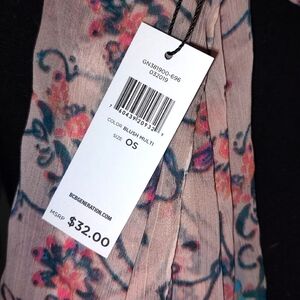 GN381900-696
032019
COLOR BLUSH MULTI
SIZE OS
BCBGENERATION.COM
MSRP $32.00